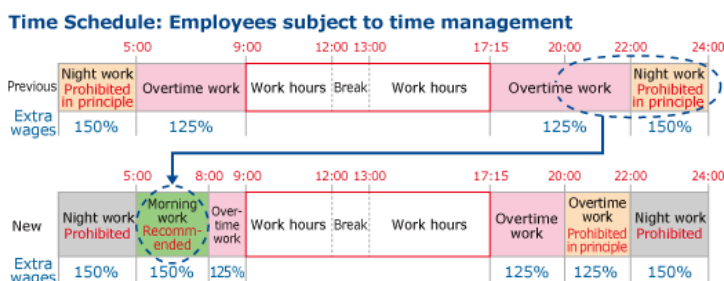 Time Schedule: Employees subject to time management
5:00 9:00 12:00 13:00 17:15 20:00 22:00 24:00
Previous
Night work
Prohibited
in principle
Overtime work
Work hours
Break
Work hours
Overtime work
Night work
Prohibited
in principle
Extra
wages
150% 125% 125% 150%
5:00 8:00 9:00 12:00 13:00 17:15 20:00 22:00 24:00
New
Night work
Prohibited
Morning
work
Recomm-
ended
Over-
time
work
Work hours
Break
Work hours
Overtime
work
Overtime
work
Prohibited
in principle
Night work
Prohibited
Extra
wages
150% 150% 125% 125% 125% 150%